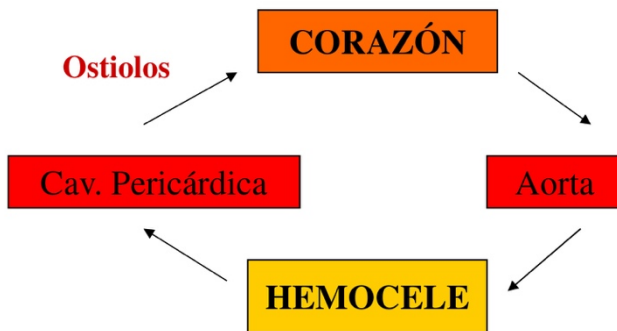 CORAZÓN
Ostiolos
Cav. Pericárdica
Aorta
HEMOCELE